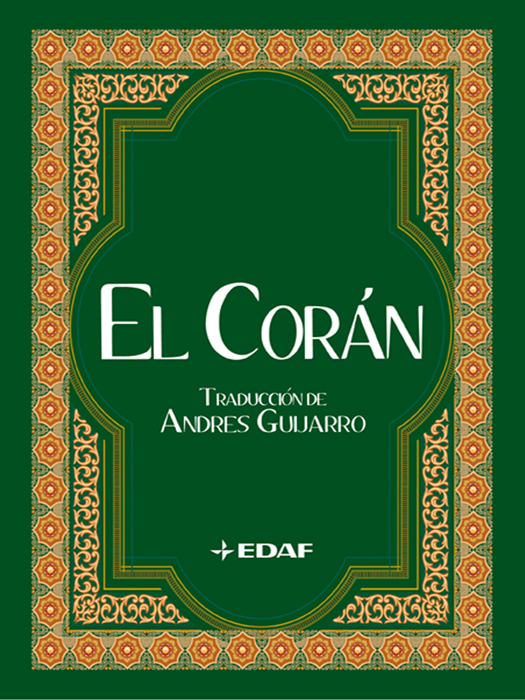 EL CORÁN
TRADUCCIÓN DE
ANDRES GUIJARRO
EDAF